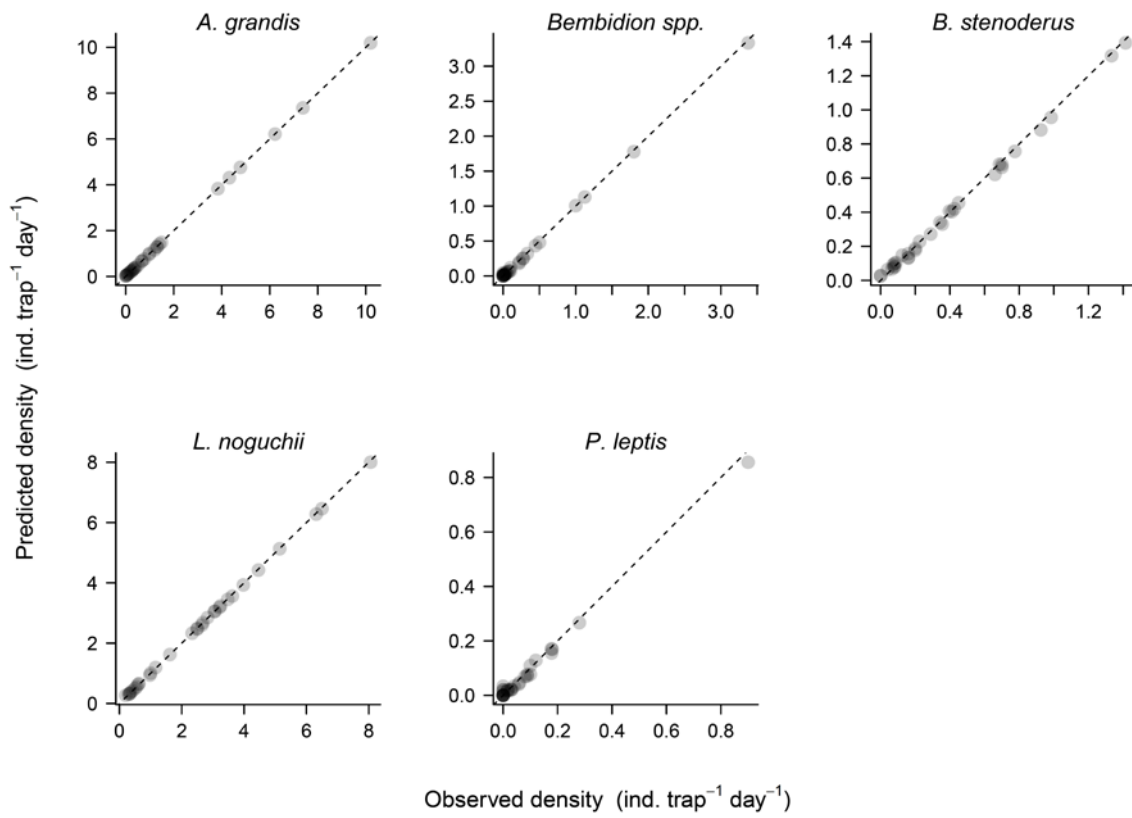 A. grandis
10
8
6
4
2
0
0 2 4 6 8 10
Bembidion spp.
3.0
2.5
2.0
1.5
1.0
0.5
0.0
0.0 1.0 2.0 3.0
B. stenoderus
1.4
1.2
1.0
0.8
0.6
0.4
0.2
0.0
0.0 0.4 0.8 1.2
L. noguchii
8
6
4
2
0
0 2 4 6 8
P. leptis
0.8
0.6
0.4
0.2
0.0
0.0 0.2 0.4 0.6 0.8
Predicted density (ind. trap⁻¹ day⁻¹)
Observed density (ind. trap⁻¹ day⁻¹)